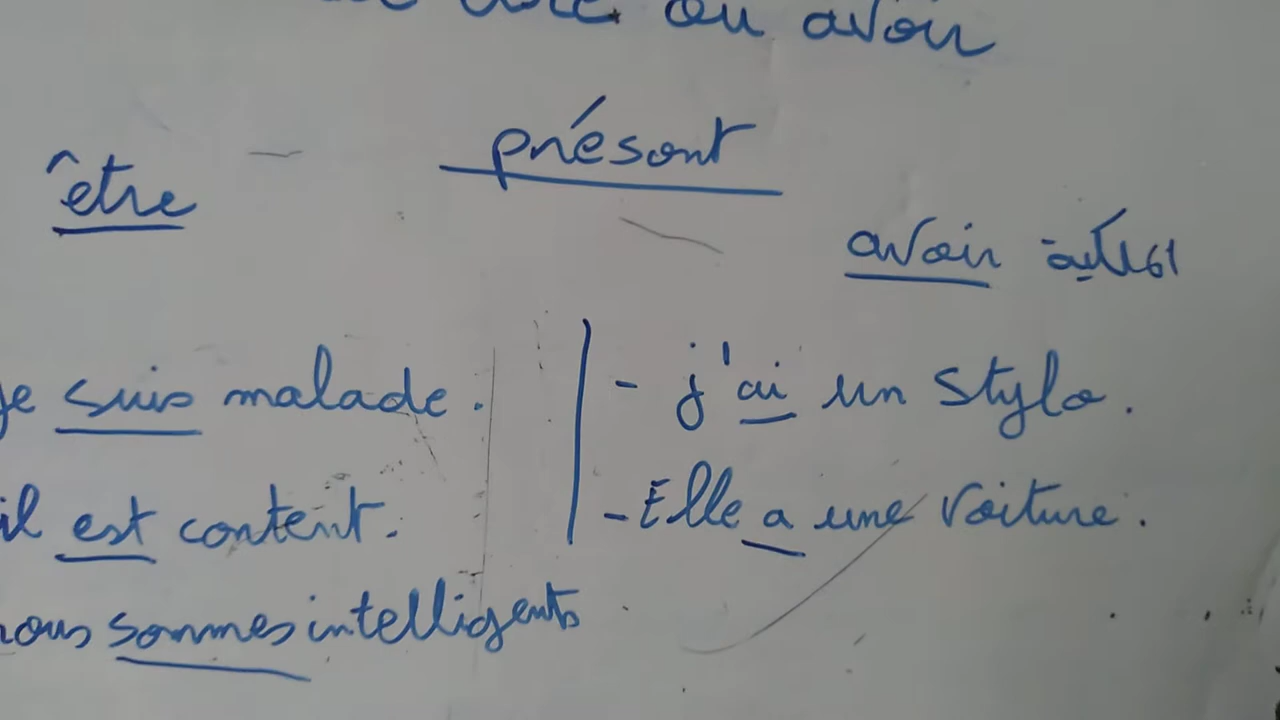 ou avoir
présent
être
avoir
je suis malade.
- j'ai un stylo.
il est content.
- Elle a une voiture.
nous sommes intelligents